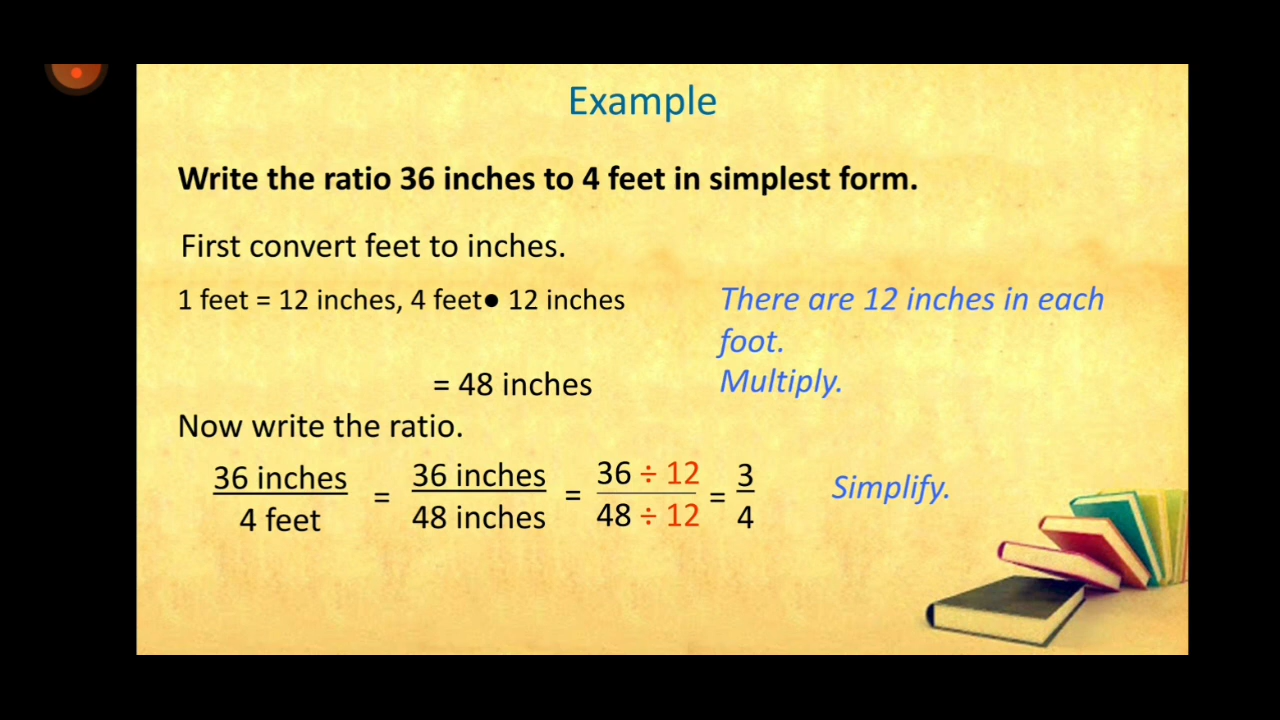 Example
Write the ratio 36 inches to 4 feet in simplest form.
First convert feet to inches.
1 feet = 12 inches, 4 feet● 12 inches
There are 12 inches in each
foot.
= 48 inches
Multiply.
Now write the ratio.
36 inches / 4 feet = 36 inches / 48 inches = 36 ÷ 12 / 48 ÷ 12 = 3 / 4
Simplify.